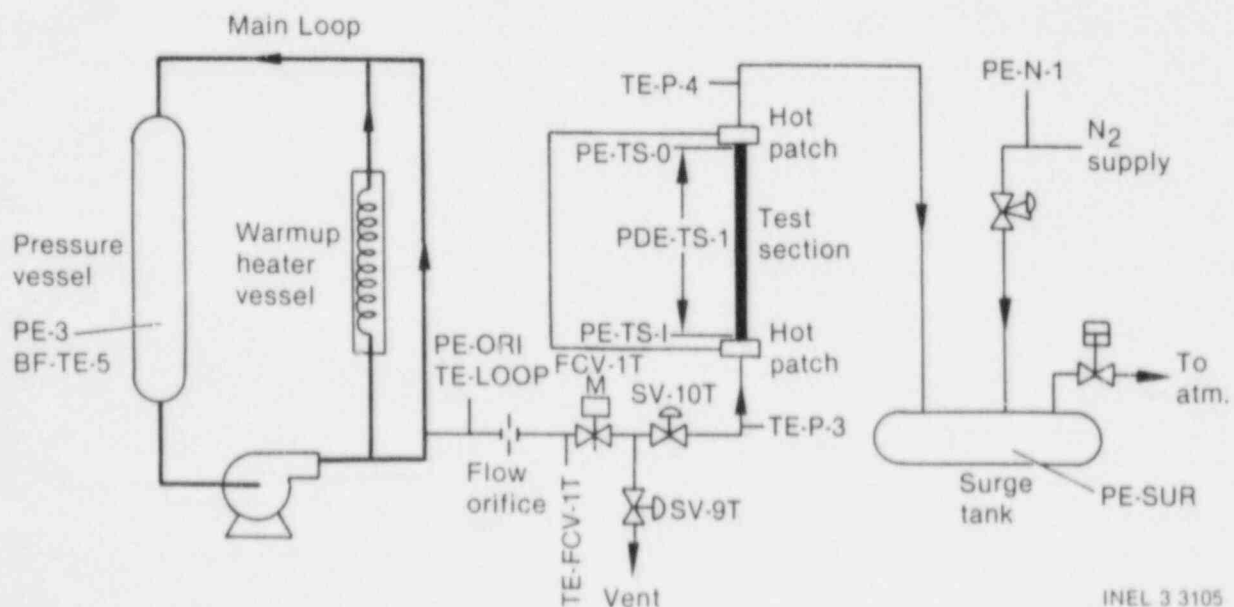 Main Loop
TE-P-4
PE-N-1
Hot
patch
N2
supply
PE-TS-0
PDE-TS-1
Test
section
Pressure
vessel
Warmup
heater
vessel
PE-3
BF-TE-5
PE-TS-I
Hot
patch
PE-ORI
TE-LOOP
FCV-1T
M
SV-10T
To
atm.
TE-P-3
Flow
orifice
TE-FCV-1T
SV-9T
Vent
Surge
tank
PE-SUR
INEL 3 3105